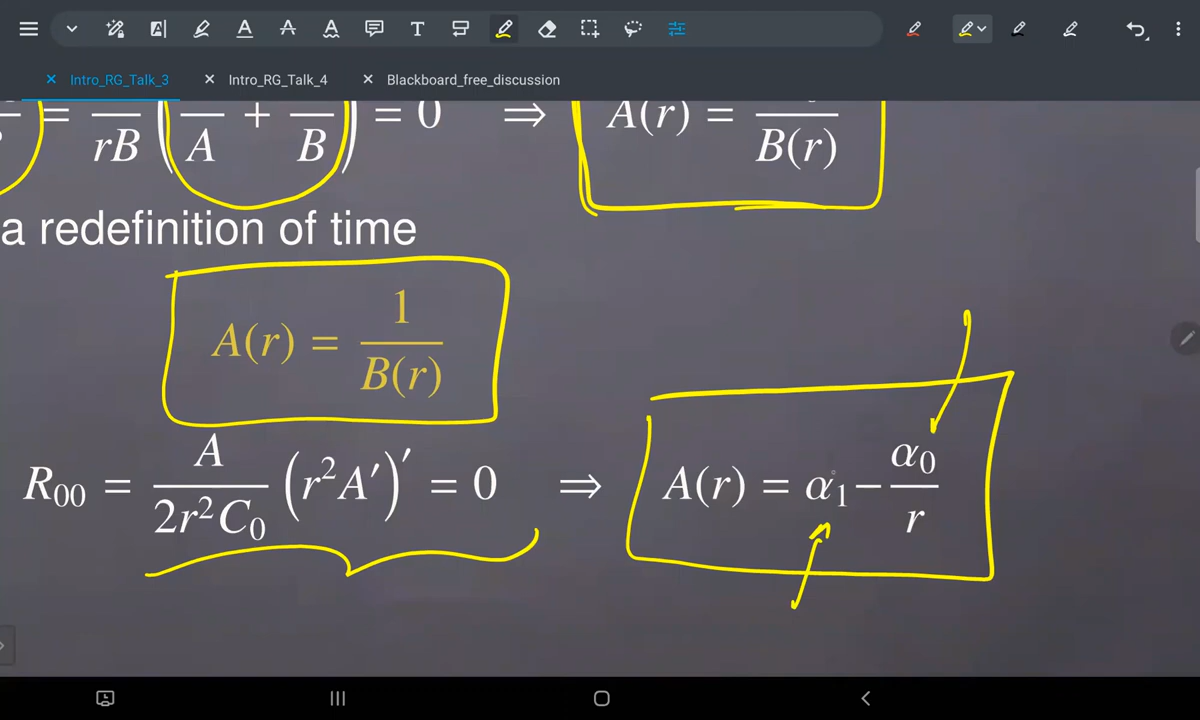 Intro_RG_Talk_3 Intro_RG_Talk_4 Blackboard_free_discussion
= / rB ( / A + / B ) = 0 ⇒ A(r) = / B(r)
a redefinition of time
A(r) = 1 / B(r)
R₀₀ = A / 2r²C₀ (r²A′)′ = 0 ⇒ A(r) = α₁ − α₀ / r